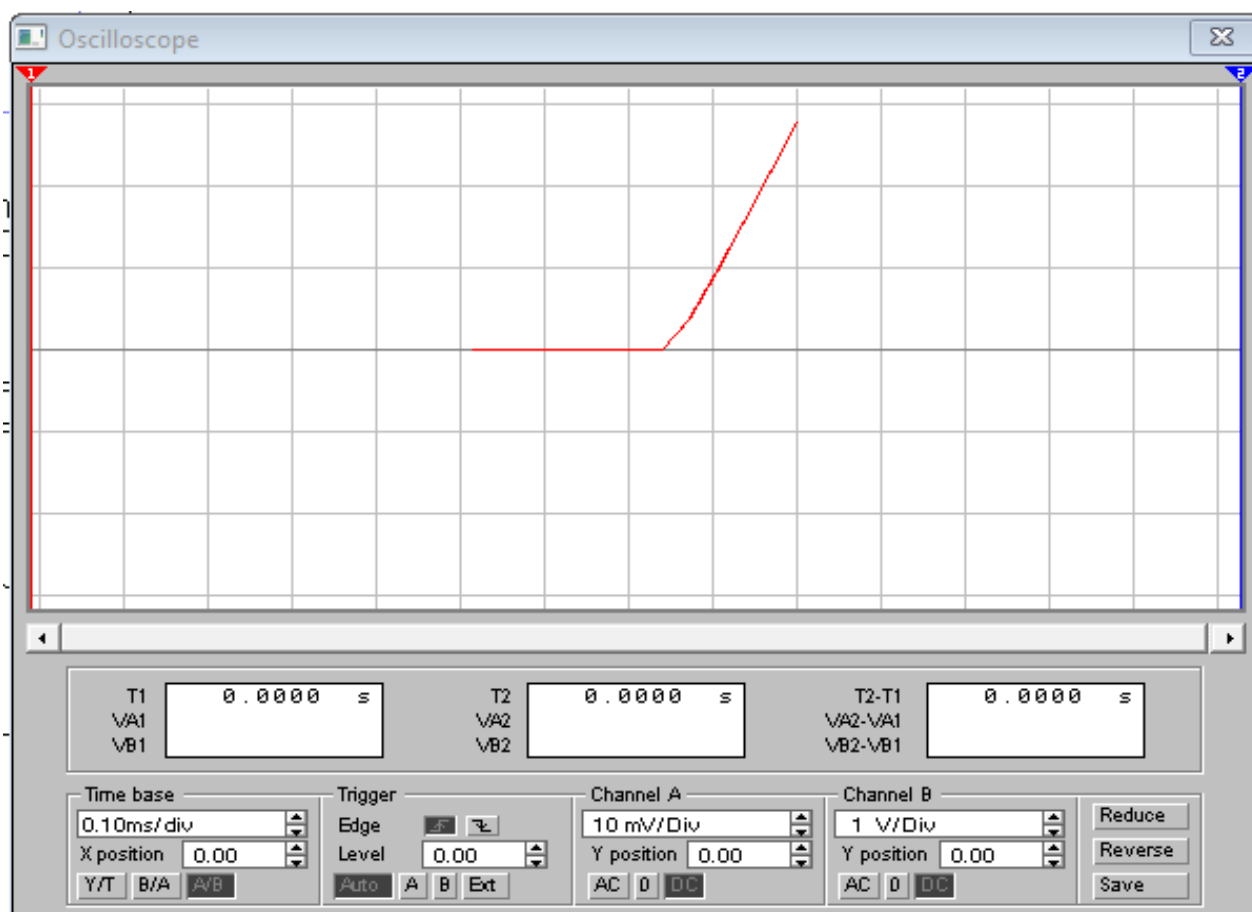 Oscilloscope
1 2
T1 0.0000 s T2 0.0000 s T2-T1 0.0000 s
VA1 VA2 VA2-VA1
VB1 VB2 VB2-VB1
Time base Trigger Channel A Channel B
0.10ms/div Edge 10 mV/Div 1 V/Div Reduce
X position 0.00 Level 0.00 Y position 0.00 Y position 0.00 Reverse
Y/T B/A A/B Auto A B Ext AC 0 DC AC 0 DC Save